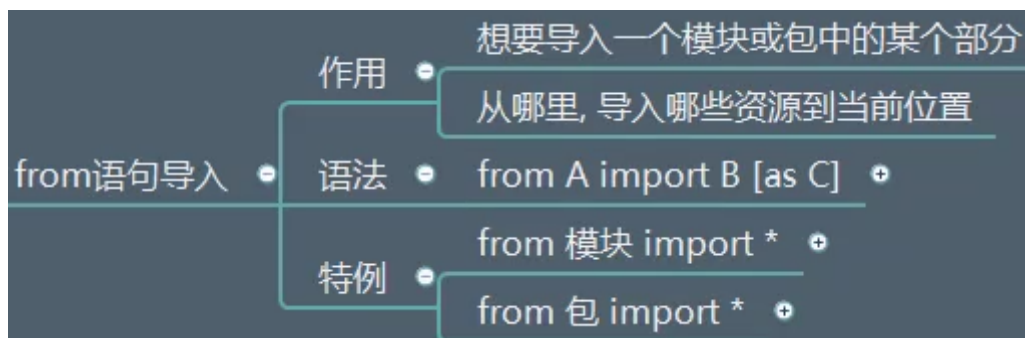 想要导入一个模块或包中的某个部分
作用
从哪里, 导入哪些资源到当前位置
from语句导入
语法
from A import B [as C]
from 模块 import *
特例
from 包 import *